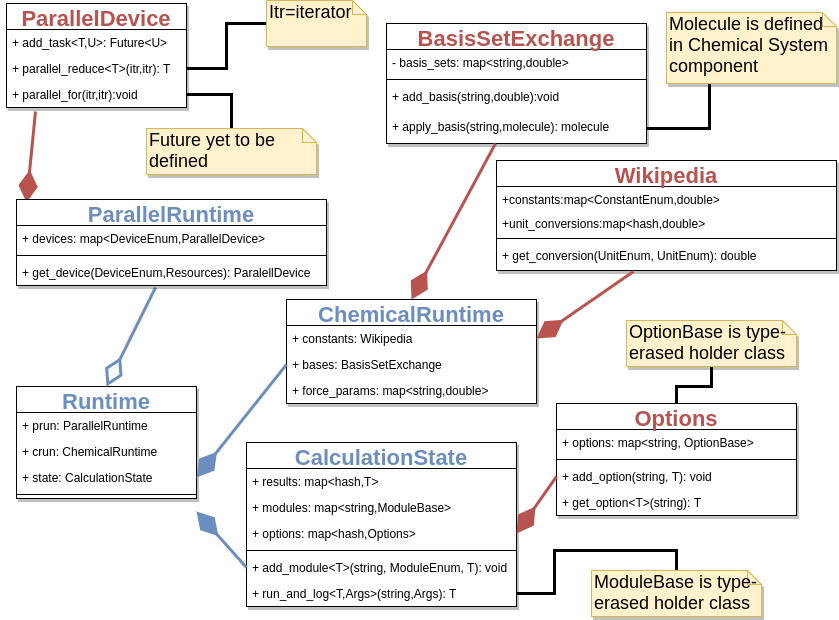 ParallelDevice
+ add_task<T,U>: Future<U>
+ parallel_reduce<T>(itr,itr): T
+ parallel_for(itr,itr):void
Itr=iterator
Future yet to be
defined
BasisSetExchange
- basis_sets: map<string,double>
+ add_basis(string,double):void
+ apply_basis(string,molecule): molecule
Molecule is defined
in Chemical System
component
Wikipedia
+constants:map<ConstantEnum,double>
+unit_conversions:map<hash,double>
+ get_conversion(UnitEnum, UnitEnum): double
ParallelRuntime
+ devices: map<DeviceEnum,ParallelDevice>
+ get_device(DeviceEnum,Resources): ParalellDevice
ChemicalRuntime
+ constants: Wikipedia
+ bases: BasisSetExchange
+ force_params: map<string,double>
OptionBase is type-
erased holder class
Runtime
+ prun: ParallelRuntime
+ crun: ChemicalRuntime
+ state: CalculationState
Options
+ options: map<string, OptionBase>
+ add_option(string, T): void
+ get_option<T>(string): T
CalculationState
+ results: map<hash,T>
+ modules: map<string,ModuleBase>
+ options: map<hash,Options>
+ add_module<T>(string, ModuleEnum, T): void
+ run_and_log<T,Args>(string,Args): T
ModuleBase is type-
erased holder class